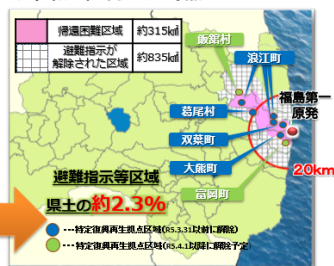 帰還困難区域 約315㎢
避難指示が
解除された区域 約835㎢
飯舘村
浪江町
葛尾村
福島第一
原発
双葉町
大熊町
20km
富岡町
避難指示等区域
県土の約2.3%
･･･特定復興再生拠点区域(R5.3.31以前に解除)
･･･特定復興再生拠点区域(R5.4.1以降に解除予定)